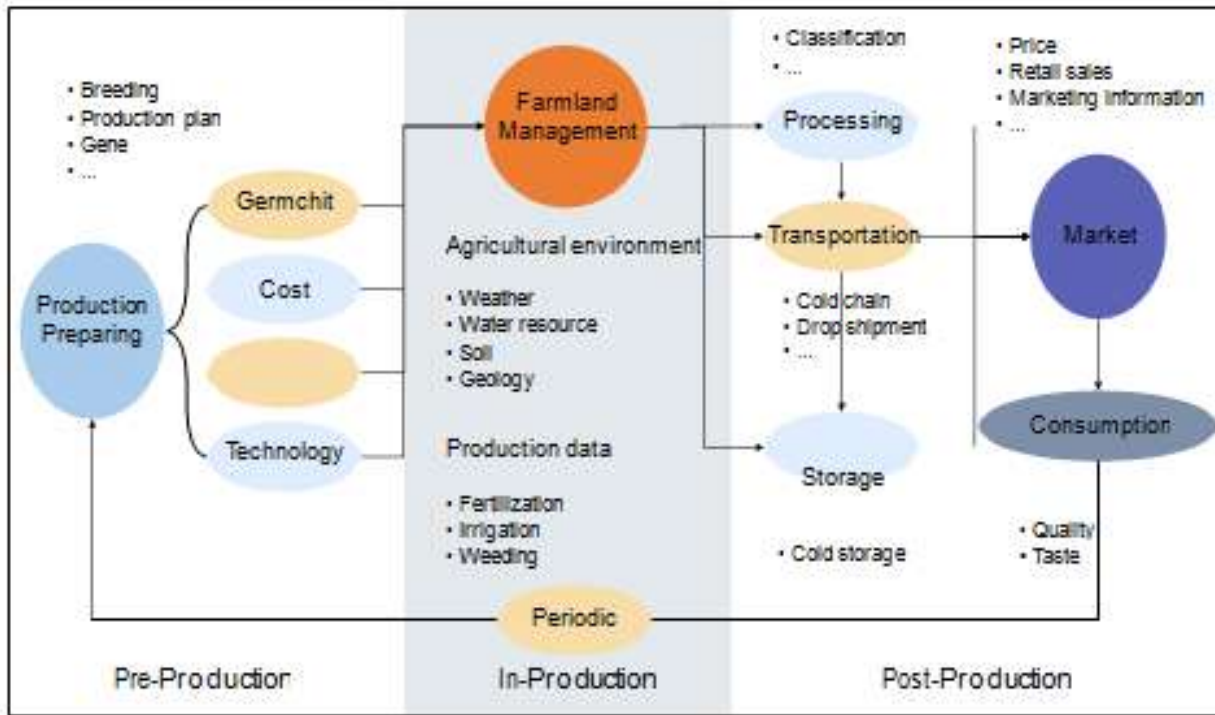 • Breeding
• Production plan
• Gene
• ...
Production
Preparing
Germchit
Cost
Technology
Farmland
Management
Agricultural environment
• Weather
• Water resource
• Soil
• Geology
Production data
• Fertilization
• Irrigation
• Weeding
• Classification
• ...
Processing
Transportation
• Cold chain
• Drop shipment
• ...
Storage
• Cold storage
• Price
• Retail sales
• Marketing information
• ...
Market
Consumption
• Quality
• Taste
Periodic
Pre-Production
In-Production
Post-Production